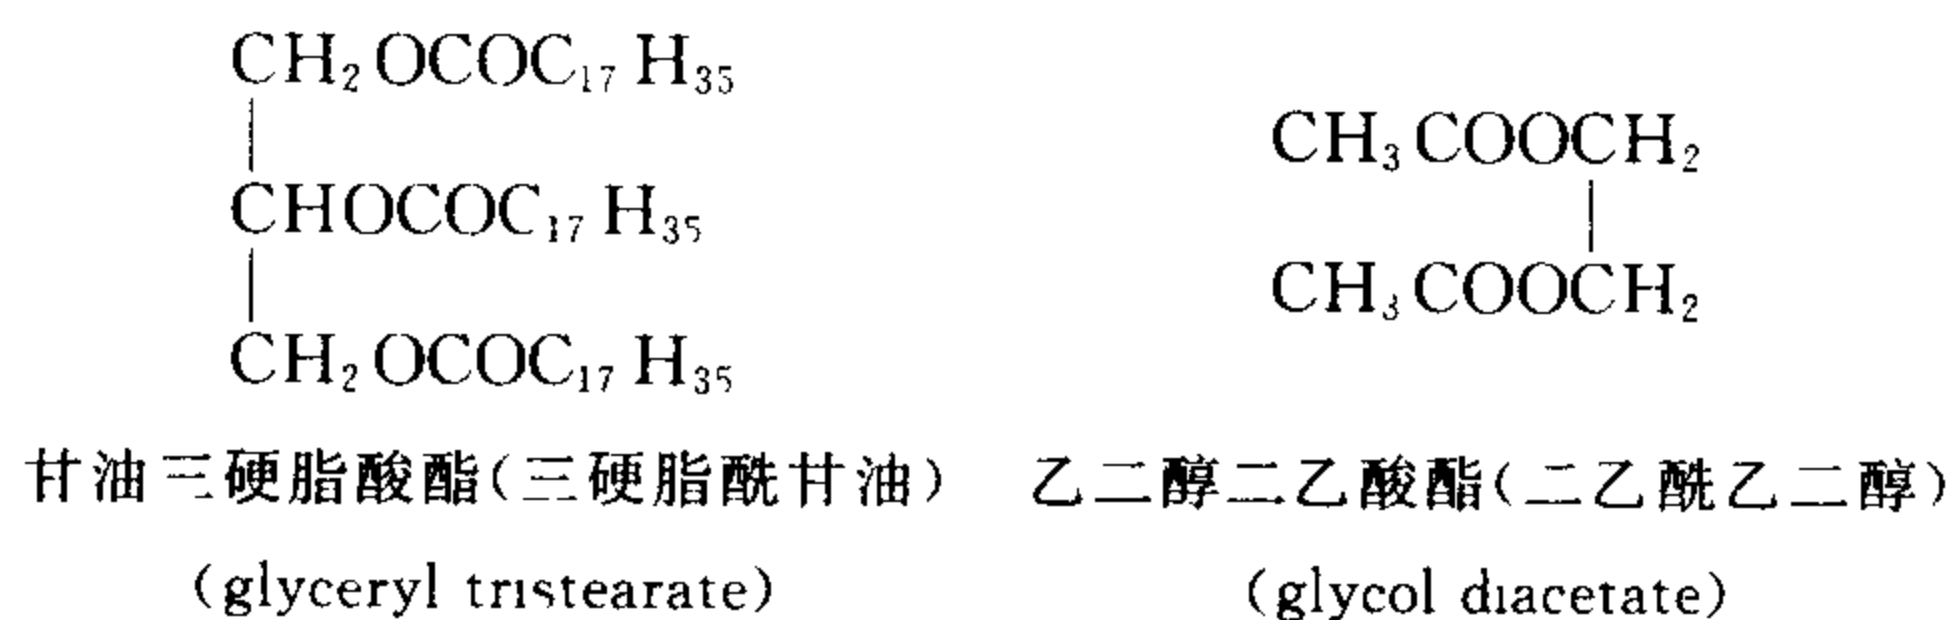 CH₂OCOC₁₇H₃₅
CHOCOC₁₇H₃₅
CH₂OCOC₁₇H₃₅
甘油三硬脂酸酯(三硬脂酰甘油)
(glyceryl tristearate)
CH₃COOCH₂
CH₃COOCH₂
乙二醇二乙酸酯(二乙酰乙二醇)
(glycol diacetate)